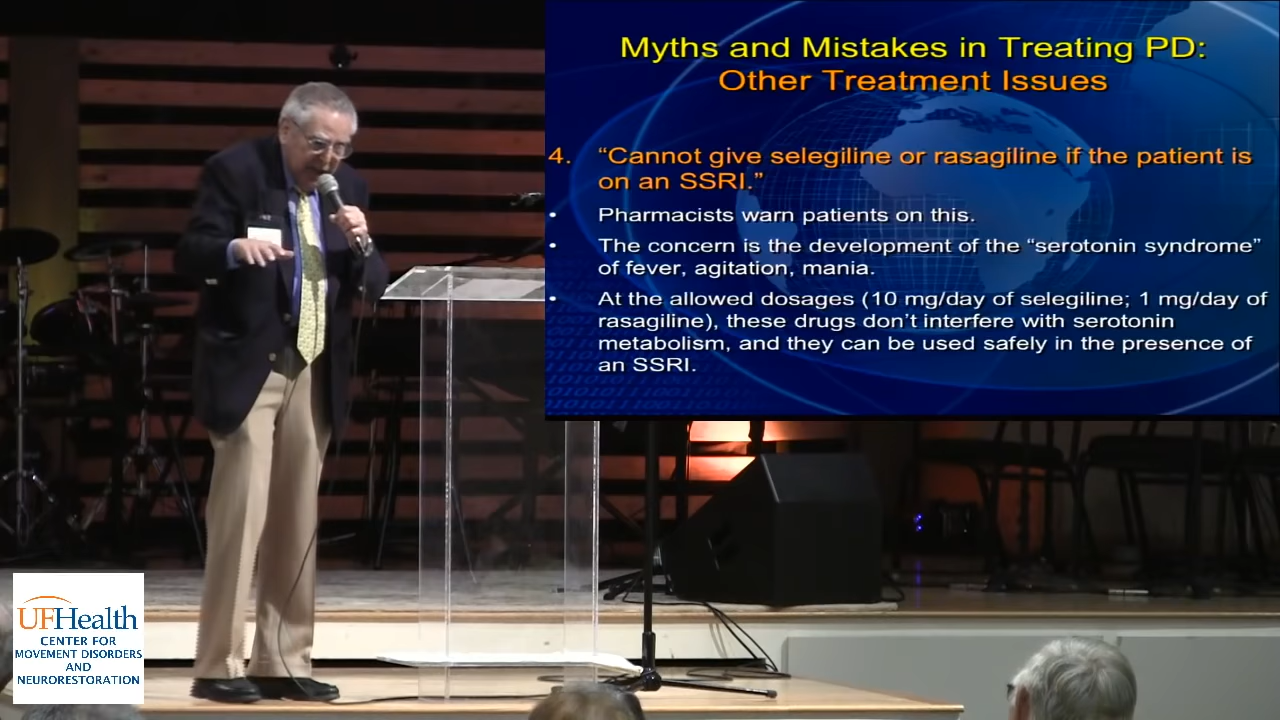 Myths and Mistakes in Treating PD:
Other Treatment Issues
4. “Cannot give selegiline or rasagiline if the patient is
on an SSRI.”
• Pharmacists warn patients on this.
• The concern is the development of the “serotonin syndrome”
of fever, agitation, mania.
• At the allowed dosages (10 mg/day of selegiline; 1 mg/day of
rasagiline), these drugs don’t interfere with serotonin
metabolism, and they can be used safely in the presence of
an SSRI.
UFHealth
CENTER FOR
MOVEMENT DISORDERS
AND
NEURORESTORATION